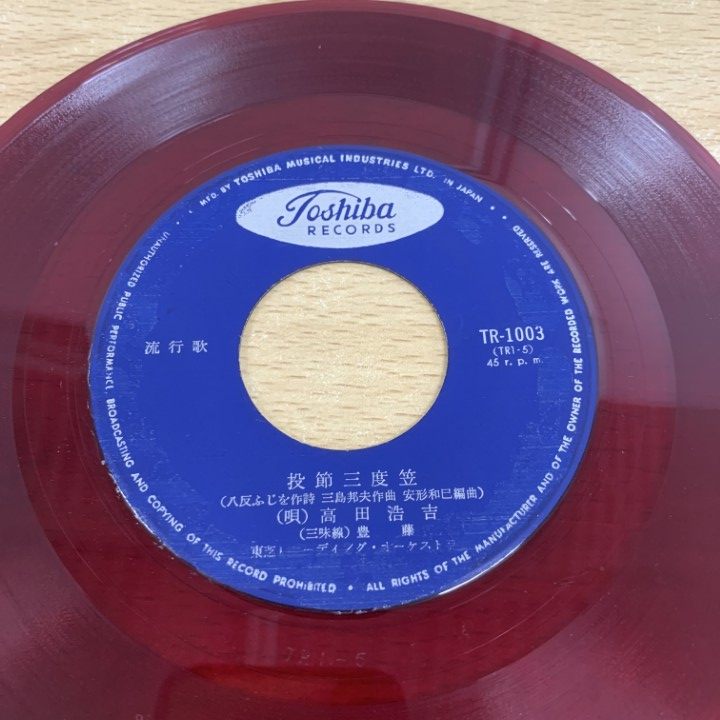 MFD. BY TOSHIBA MUSICAL INDUSTRIES LTD. IN JAPAN
Toshiba
RECORDS
流行歌
TR-1003
(TR1-5)
45 r. p. m.
投節三度笠
(八反ふじを作詩 三島邦夫作曲 安形和巳編曲)
(唄) 高田浩吉
(三味線) 豊藤
東芝レコーディング・オーケストラ
UNAUTHORIZED PUBLIC PERFORMANCE, BROADCASTING AND COPYING OF THIS RECORD PROHIBITED • ALL RIGHTS OF THE MANUFACTURER AND OF THE OWNER OF THE RECORDED WORK ARE RESERVED
TR1-5